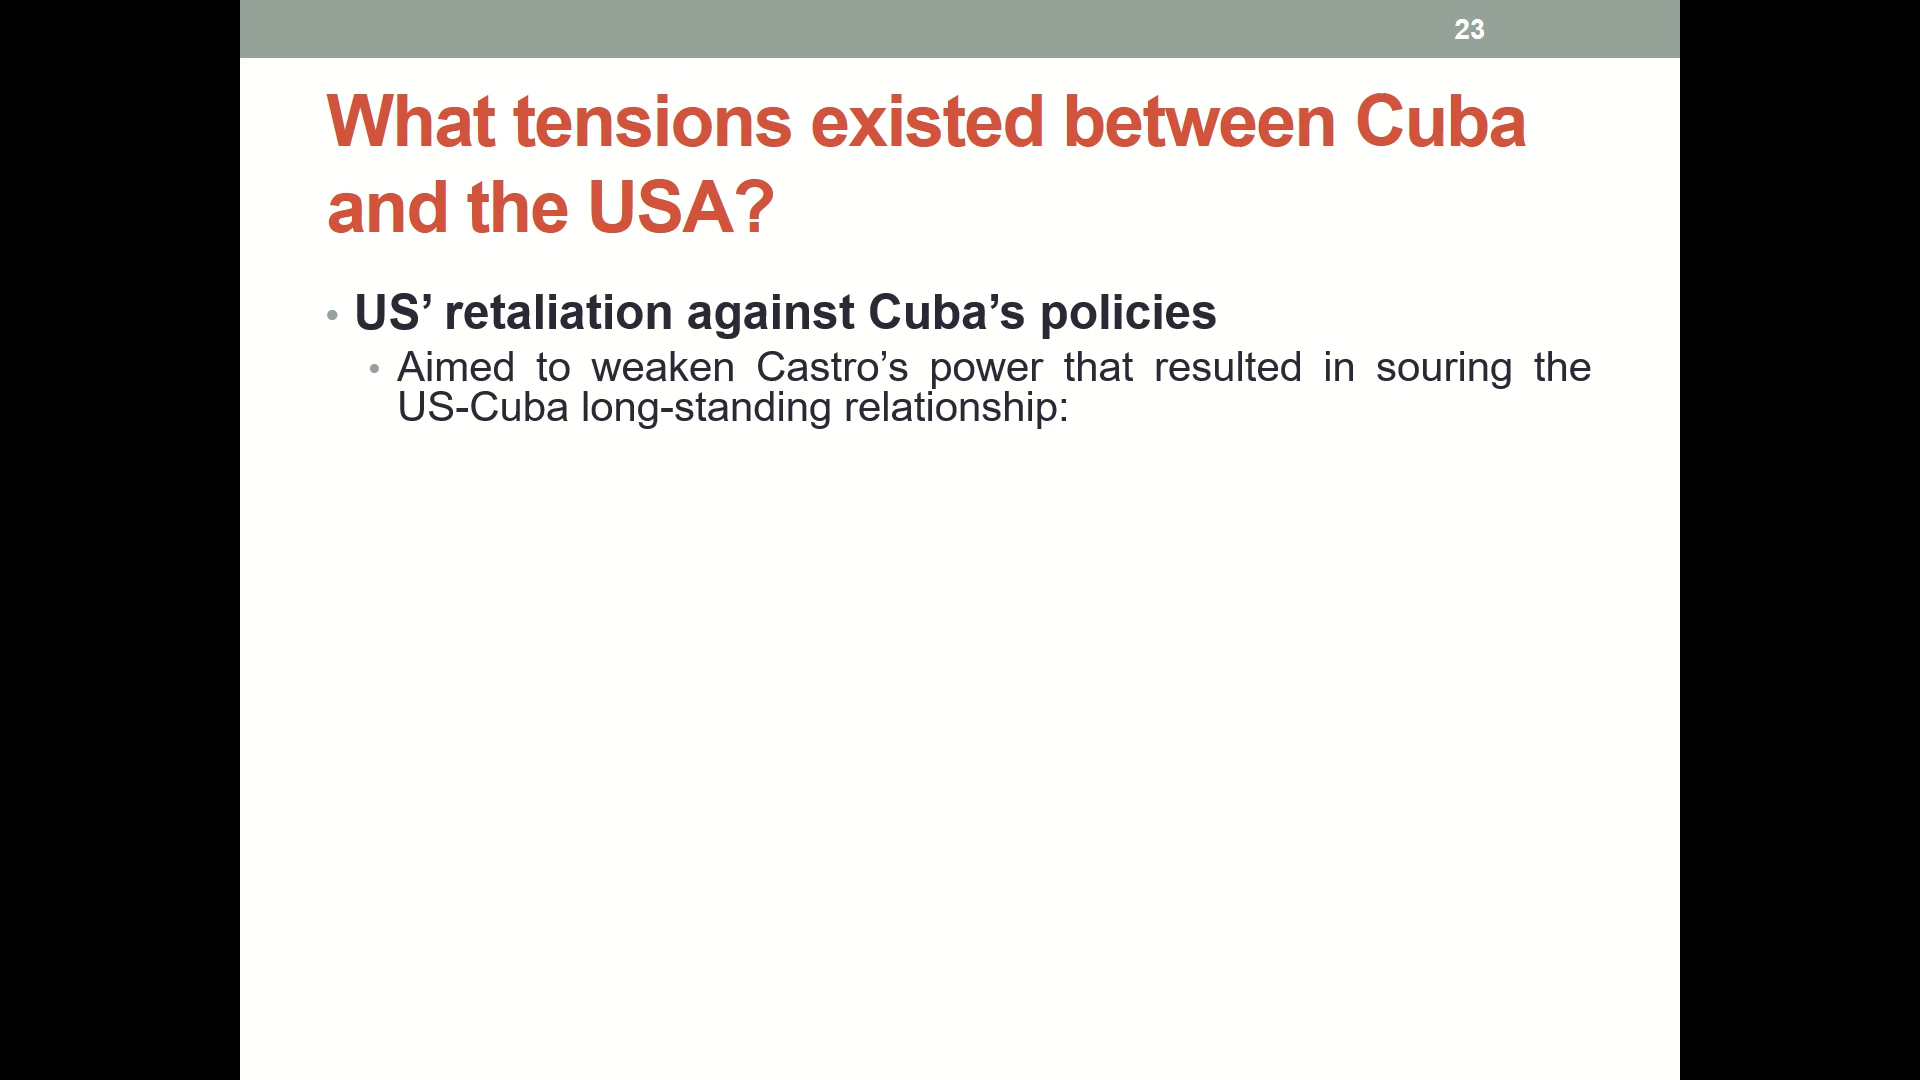 23
What tensions existed between Cuba
and the USA?
• US’ retaliation against Cuba’s policies
• Aimed to weaken Castro’s power that resulted in souring the
US-Cuba long-standing relationship: